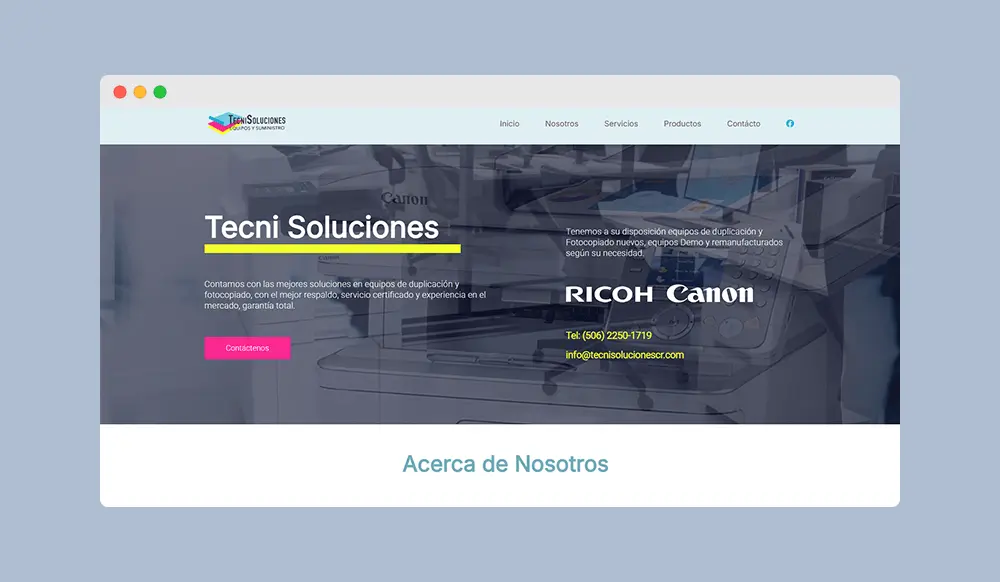 TECNISOLUCIONES
EQUIPOS Y SUMINISTRO
Inicio
Nosotros
Servicios
Productos
Contácto
Canon
Tecni Soluciones
Contamos con las mejores soluciones en equipos de duplicación y
fotocopiado, con el mejor respaldo, servicio certificado y experiencia en el
mercado, garantía total.
Contáctenos
Tenemos a su disposición equipos de duplicación y
Fotocopiado nuevos, equipos Demo y remanufacturados
según su necesidad.
RICOH Canon
Tel: (506) 2250-1719
info@tecnisolucionescr.com
Acerca de Nosotros